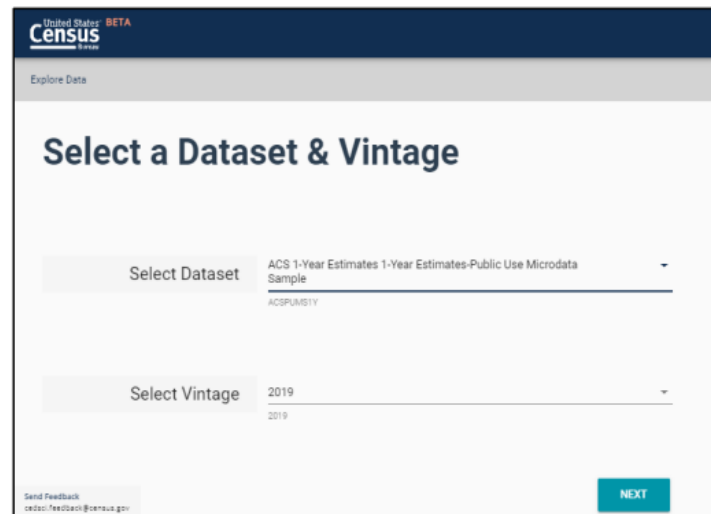 United States® BETA
Census
Bureau
Explore Data
Select a Dataset & Vintage
Select Dataset
ACS 1-Year Estimates 1-Year Estimates-Public Use Microdata
Sample
ACSPUMS1Y
Select Vintage
2019
2019
Send Feedback
cedsci.feedback@census.gov
NEXT